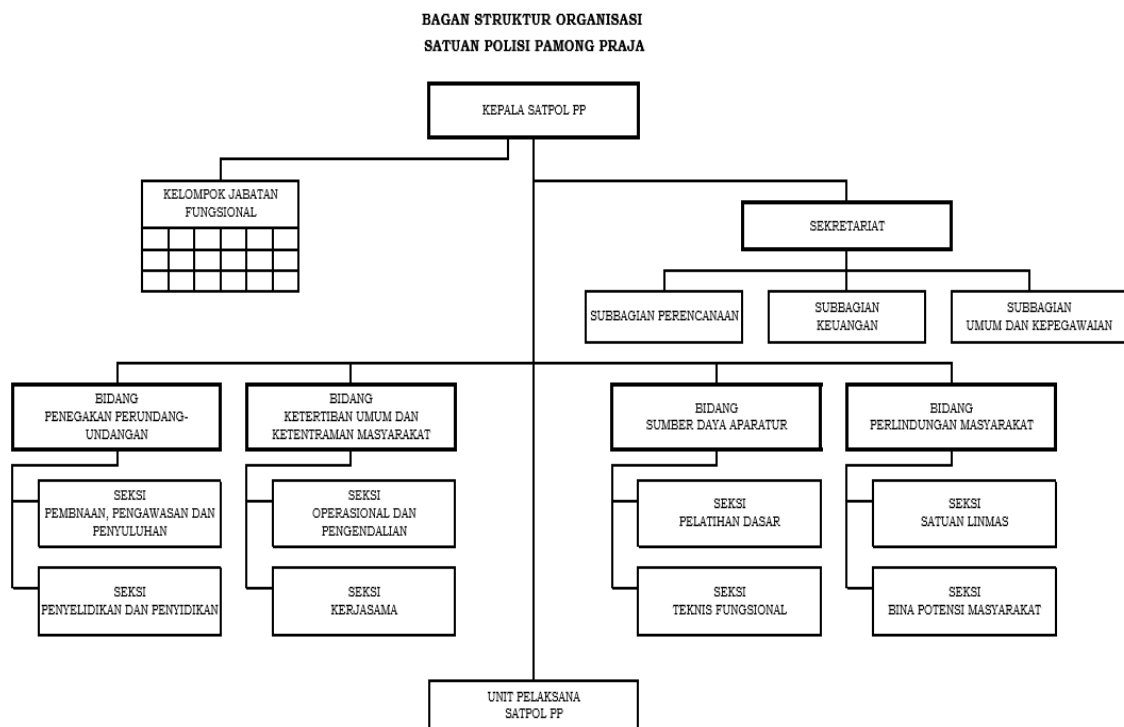 BAGAN STRUKTUR ORGANISASI
SATUAN POLISI PAMONG PRAJA
KEPALA SATPOL PP
KELOMPOK JABATAN
FUNGSIONAL
SEKRETARIAT
SUBBAGIAN PERENCANAAN
SUBBAGIAN
KEUANGAN
SUBBAGIAN
UMUM DAN KEPEGAWAIAN
BIDANG
PENEGAKAN PERUNDANG-
UNDANGAN
BIDANG
KETERTIBAN UMUM DAN
KETENTRAMAN MASYARAKAT
BIDANG
SUMBER DAYA APARATUR
BIDANG
PERLINDUNGAN MASYARAKAT
SEKSI
PEMBNAAN, PENGAWASAN DAN
PENYULUHAN
SEKSI
OPERASIONAL DAN
PENGENDALIAN
SEKSI
PELATIHAN DASAR
SEKSI
SATUAN LINMAS
SEKSI
PENYELIDIKAN DAN PENYIDIKAN
SEKSI
KERJASAMA
SEKSI
TEKNIS FUNGSIONAL
SEKSI
BINA POTENSI MASYARAKAT
UNIT PELAKSANA
SATPOL PP